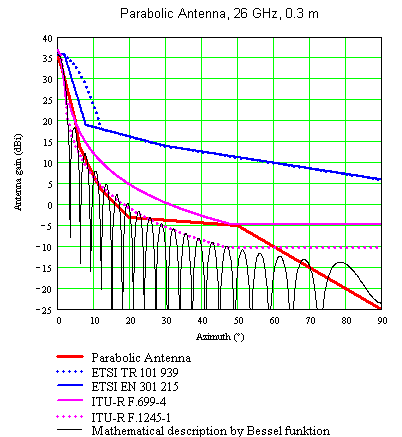 Parabolic Antenna, 26 GHz, 0.3 m
Antenna gain (dBi)
40
35
30
25
20
15
10
5
0
−5
−10
−15
−20
−25
0
10
20
30
40
50
60
70
80
90
Azimuth (°)
Parabolic Antenna
ETSI TR 101 939
ETSI EN 301 215
ITU-R F.699-4
ITU-R F.1245-1
Mathematical description by Bessel funktion